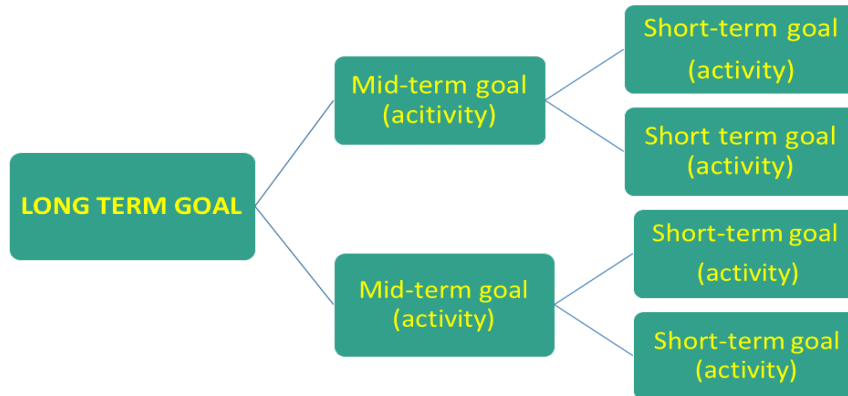 LONG TERM GOAL
Mid-term goal
(acitivity)
Short-term goal
(activity)
Short term goal
(activity)
Mid-term goal
(activity)
Short-term goal
(activity)
Short-term goal
(activity)